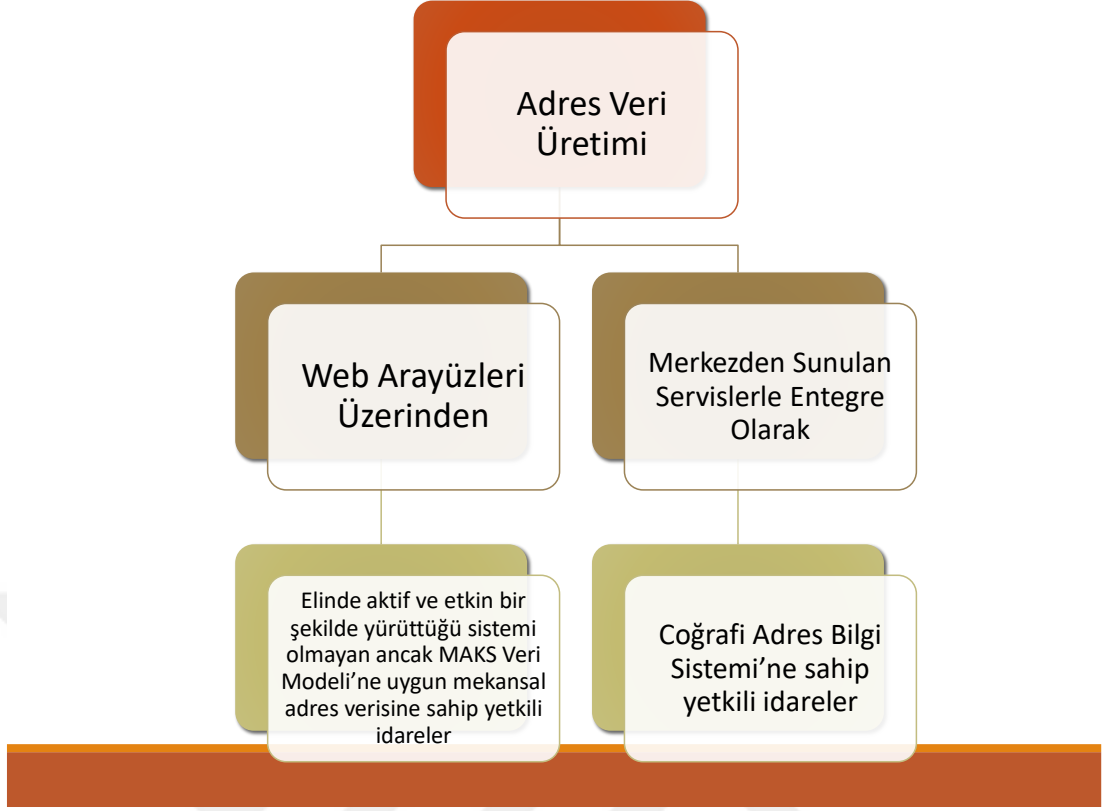 Adres Veri
Üretimi
Web Arayüzleri
Üzerinden
Merkezden Sunulan
Servislerle Entegre
Olarak
Elinde aktif ve etkin bir
şekilde yürüttüğü sistemi
olmayan ancak MAKS Veri
Modeli’ne uygun mekansal
adres verisine sahip yetkili
idareler
Coğrafi Adres Bilgi
Sistemi’ne sahip
yetkili idareler